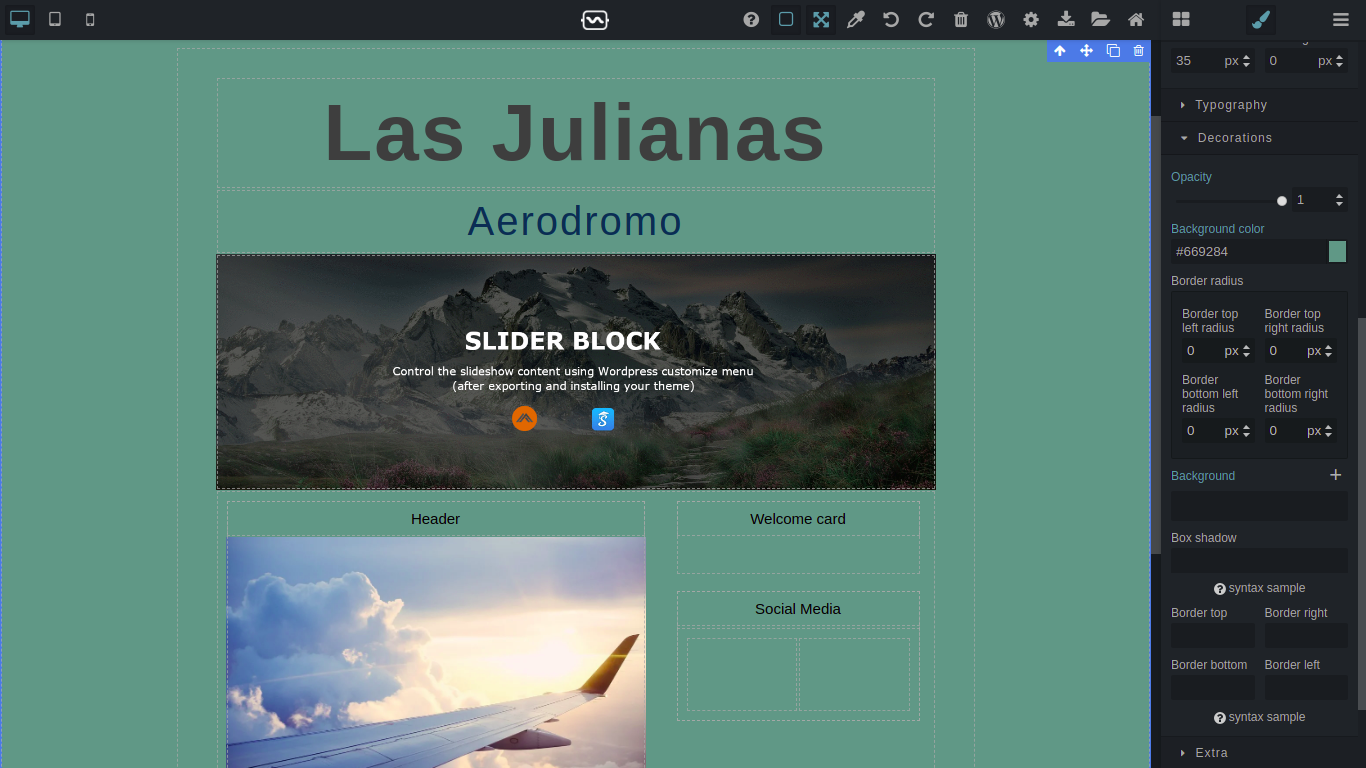 35 px
0 px
Typography
Decorations
Opacity
1
Background color
#669284
Border radius
Border top left radius
Border top right radius
0 px
0 px
Border bottom left radius
Border bottom right radius
0 px
0 px
Background
Box shadow
syntax sample
Border top
Border right
Border bottom
Border left
syntax sample
Extra
Las Julianas
Aerodromo
SLIDER BLOCK
Control the slideshow content using Wordpress customize menu
(after exporting and installing your theme)
Header
Welcome card
Social Media